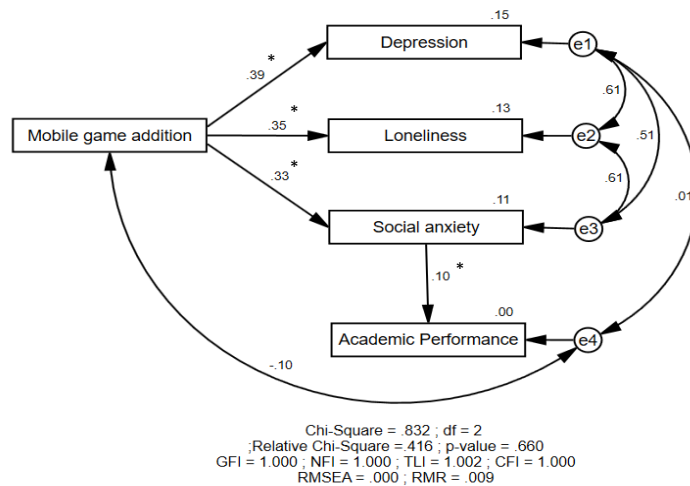 .15
Depression
e1
.39 *
.61
.13
Mobile game addition
.35 *
Loneliness
e2
.51
.33 *
.61
.11
.01
Social anxiety
e3
.10 *
.00
Academic Performance
e4
-.10
Chi-Square = .832 ; df = 2
;Relative Chi-Square =.416 ; p-value = .660
GFI = 1.000 ; NFI = 1.000 ; TLI = 1.002 ; CFI = 1.000
RMSEA = .000 ; RMR = .009